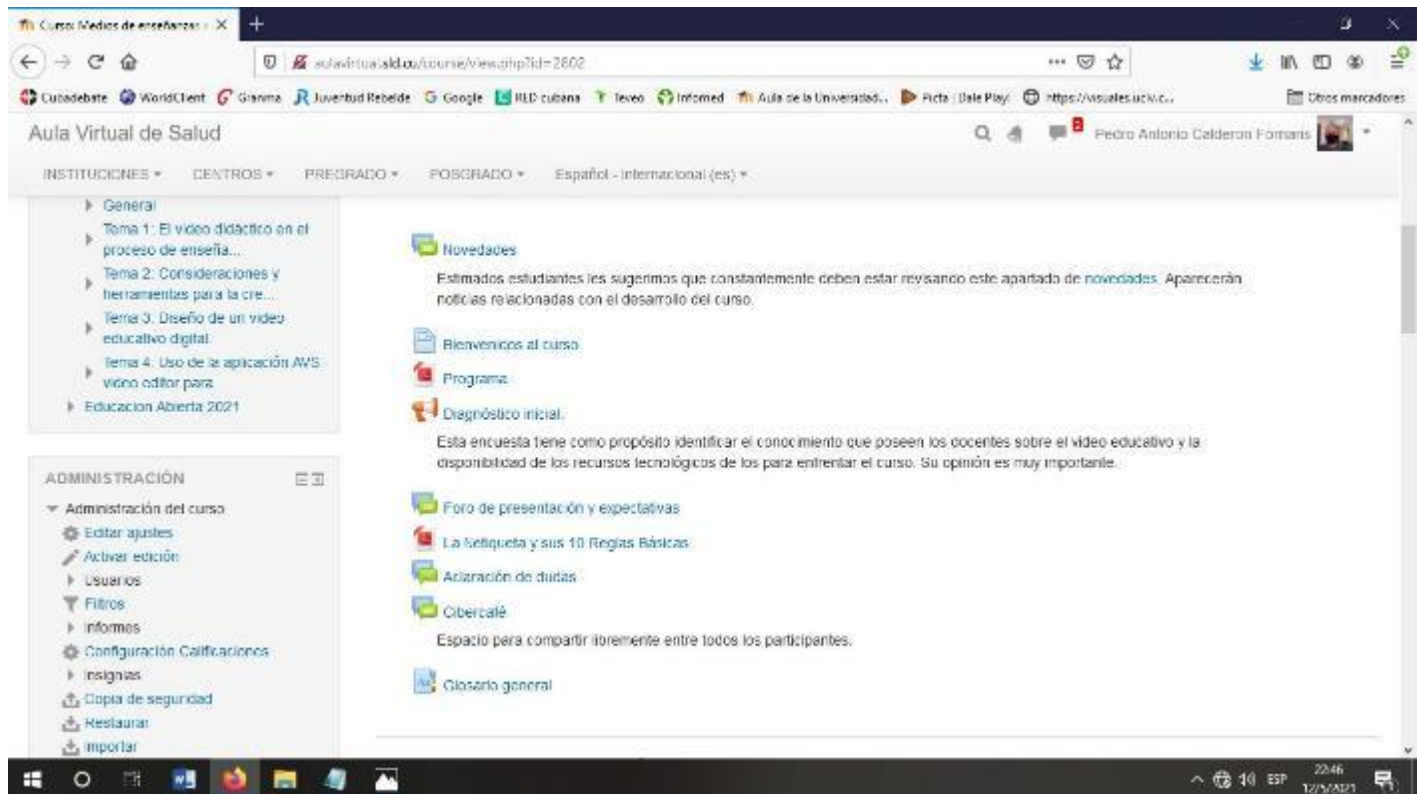 Curso: Medios de enseñanzas
aulavirtual.sld.cu/course/view.php?id=2802
Cubadebate WorldClient Granma Juventud Rebelde Google RED cubana Teveo Infomed Aula de la Universidad... Picta | Dale Play! https://visuales.uclv.c... Otros marcadores
Aula Virtual de Salud
2 Pedro Antonio Calderon Fornaris
INSTITUCIONES CENTROS PREGRADO POSGRADO Español - Internacional (es)
General
Tema 1: El video didáctico en el
proceso de enseña...
Tema 2: Consideraciones y
herramientas para la cre...
Tema 3: Diseño de un video
educativo digital.
Tema 4: Uso de la aplicación AVS
video editor para
Educacion Abierta 2021
ADMINISTRACIÓN
Administración del curso
Editar ajustes
Activar edición
Usuarios
Filtros
Informes
Configuración Calificaciones
Insignias
Copia de seguridad
Restaurar
Importar
Novedades
Estimados estudiantes les sugerimos que constantemente deben estar revisando este apartado de novedades. Aparecerán
noticias relacionadas con el desarrollo del curso.
Bienvenidos al curso
Programa
Diagnóstico inicial.
Esta encuesta tiene como propósito identificar el conocimiento que poseen los docentes sobre el video educativo y la
disponibilidad de los recursos tecnológicos de los para enfrentar el curso. Su opinión es muy importante.
Foro de presentación y expectativas
La Netiqueta y sus 10 Reglas Básicas
Aclaración de dudas
Cibercafé
Espacio para compartir libremente entre todos los participantes.
Glosario general
ESP
22:46
12/5/2021